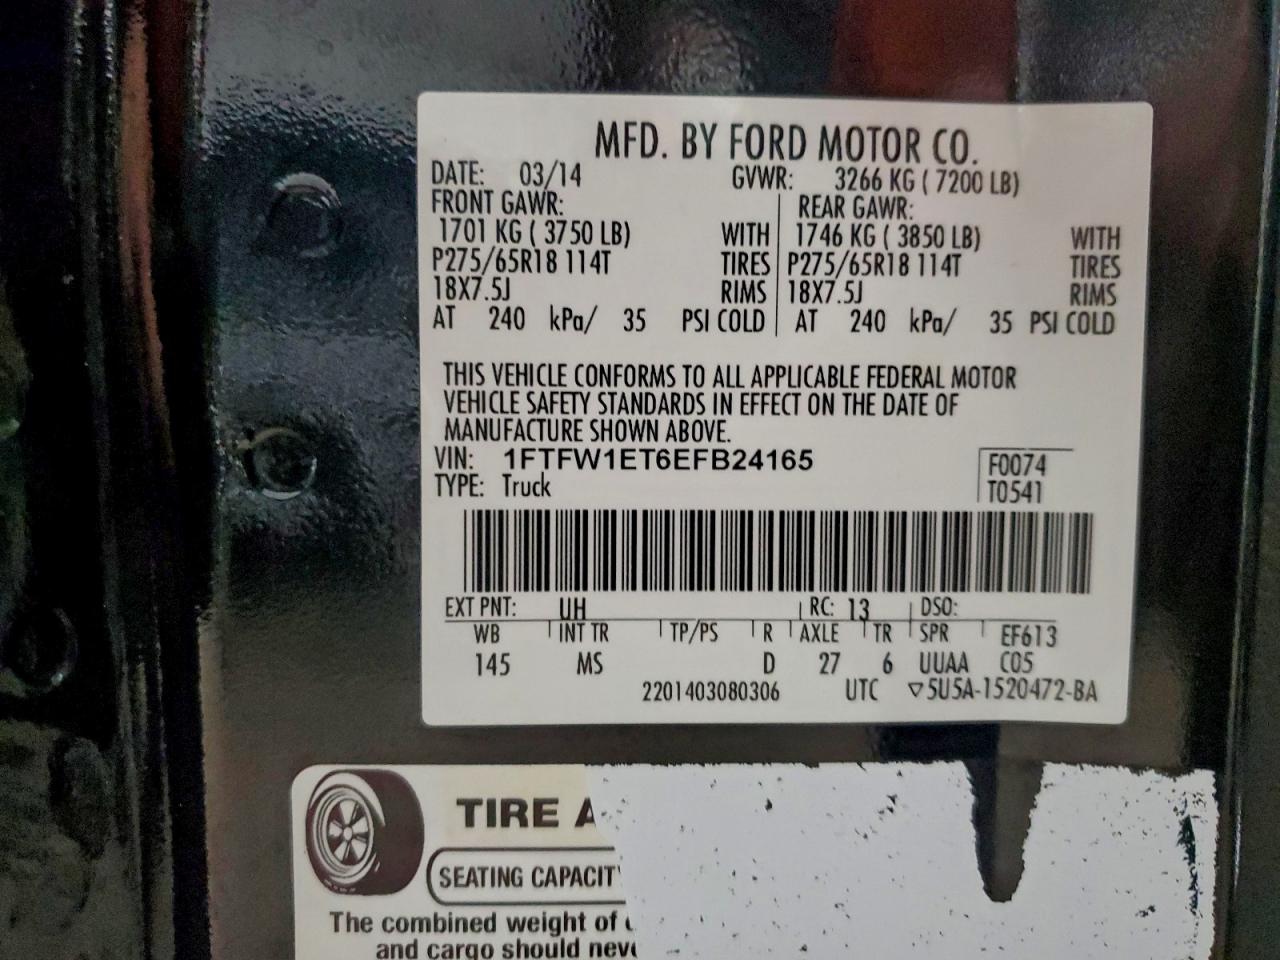 MFD. BY FORD MOTOR CO.
DATE: 03/14 GVWR: 3266 KG ( 7200 LB)
FRONT GAWR: REAR GAWR:
1701 KG ( 3750 LB) WITH 1746 KG ( 3850 LB) WITH
P275/65R18 114T TIRES P275/65R18 114T TIRES
18X7.5J RIMS 18X7.5J RIMS
AT 240 kPa/ 35 PSI COLD AT 240 kPa/ 35 PSI COLD
THIS VEHICLE CONFORMS TO ALL APPLICABLE FEDERAL MOTOR
VEHICLE SAFETY STANDARDS IN EFFECT ON THE DATE OF
MANUFACTURE SHOWN ABOVE.
VIN: 1FTFW1ET6EFB24165 F0074
TYPE: Truck T0541
EXT PNT: UH RC: 13 DSO:
WB INT TR TP/PS R AXLE TR SPR EF613
145 MS D 27 6 UUAA C05
2201403080306 UTC ▽5U5A-1520472-BA
TIRE A
SEATING CAPACIT
The combined weight of
and cargo should neve